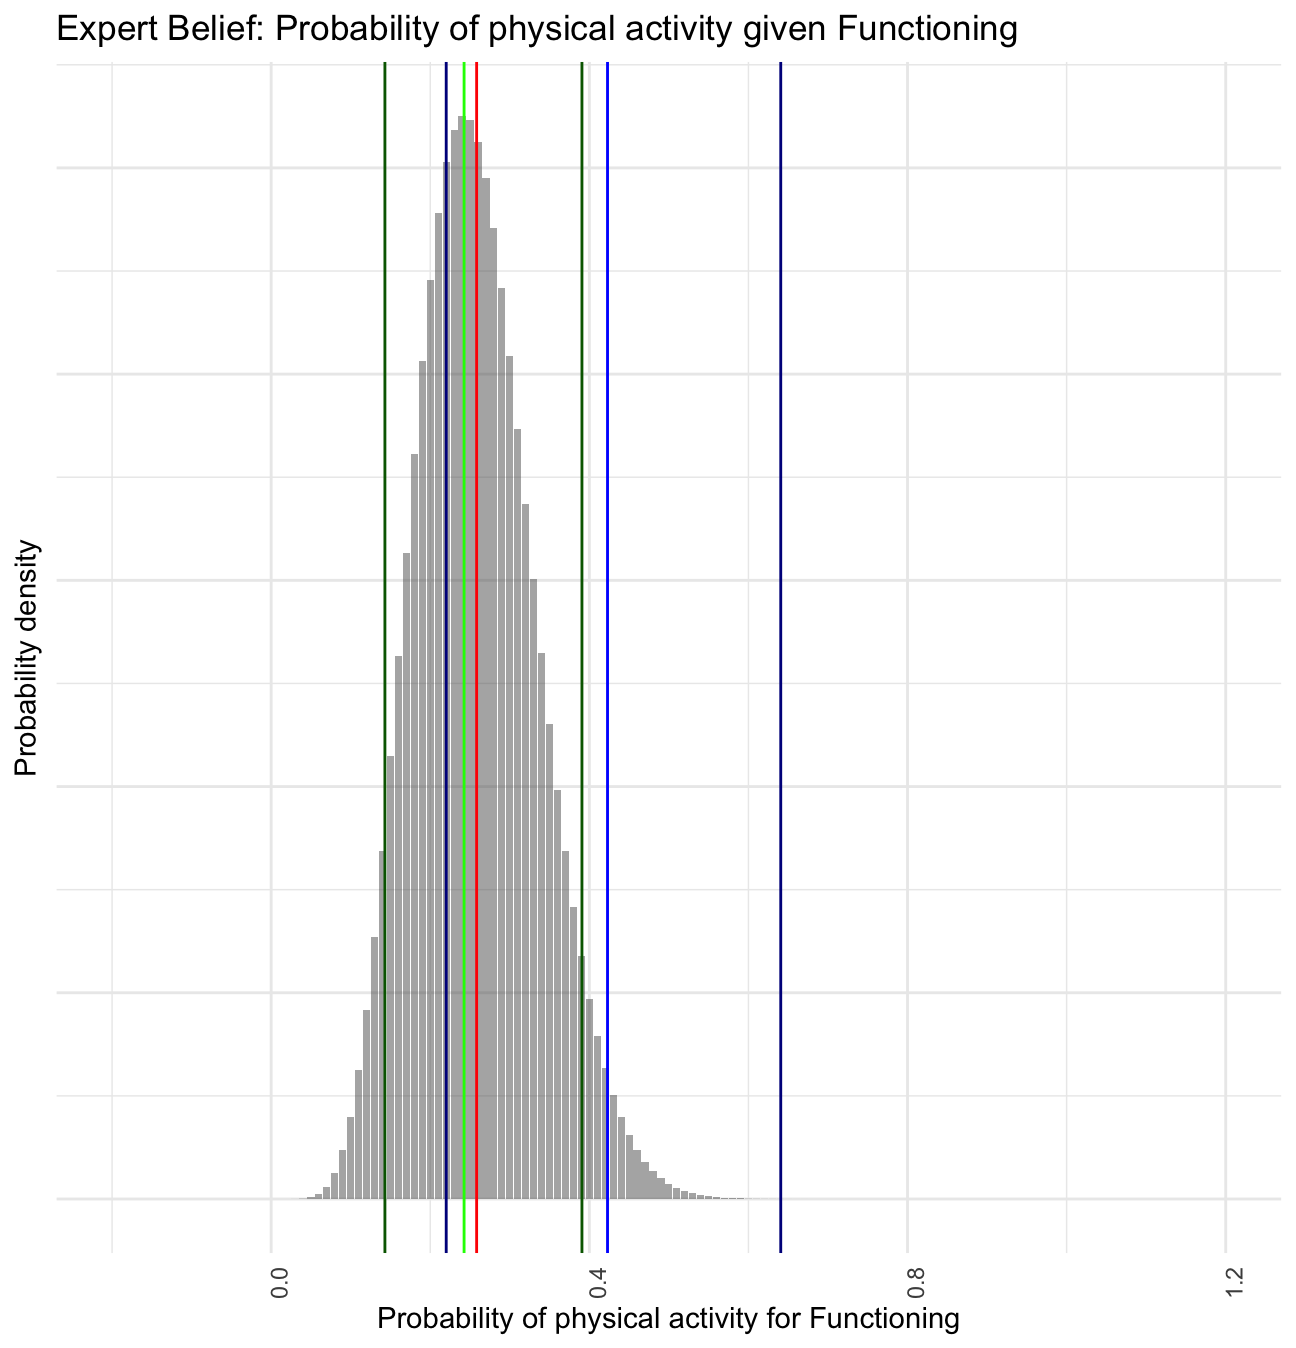 Expert Belief: Probability of physical activity given Functioning
Probability density
0.0
0.4
0.8
1.2
Probability of physical activity for Functioning